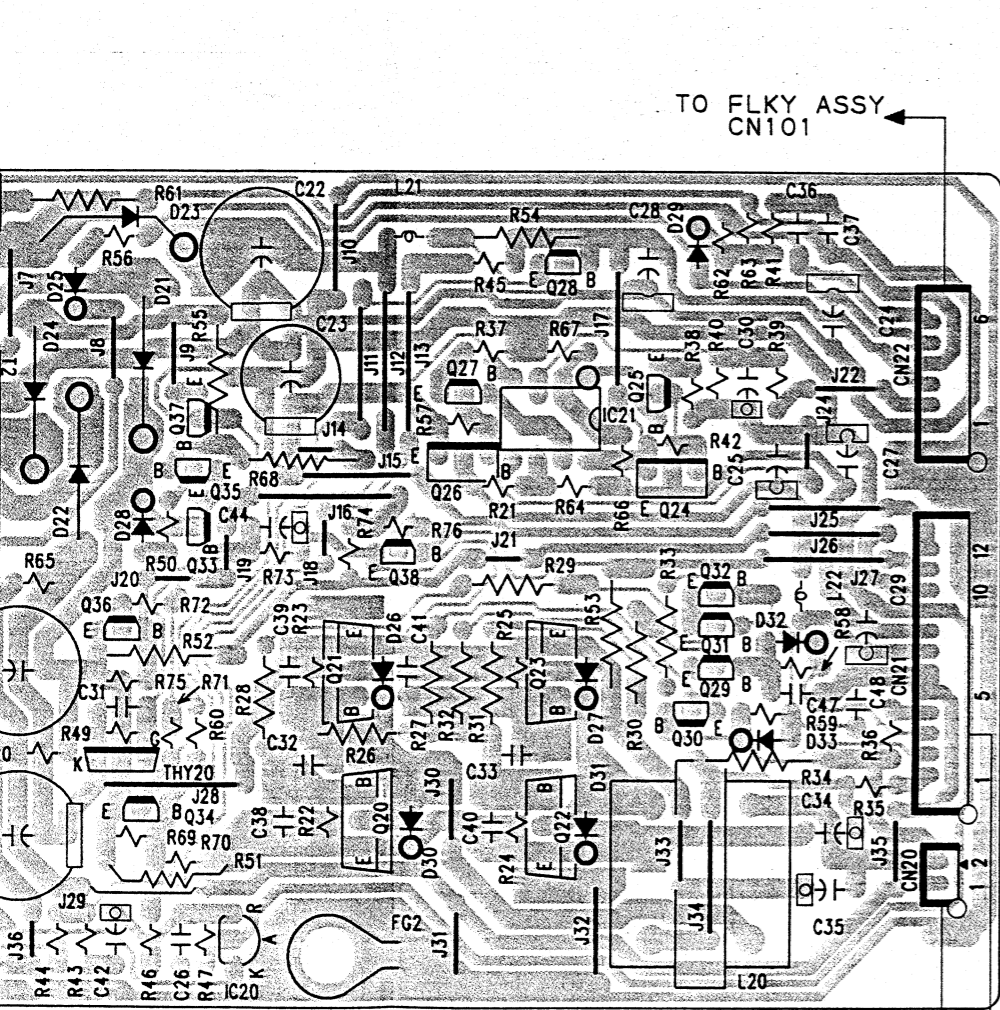 TO FLKY ASSY
CN101
R61
C22
L21
C36
D23
R54
C28
D29
C37
R56
J10
J7
D25
D21
R45
E
Q28
B
R62
R63
R41
C23
J17
C24
6
D24
J8
J9
R55
J11
J12
J13
R37
R67
R38
R40
C30
R39
CN22
E
Q27
B
E
Q25
J22
Q37
E
B
R57
IC21
B
J24
1
J14
R42
C25
C27
B
E
R68
J15
E
B
B
Q35
Q26
R21
R64
R66
E
Q24
D22
D28
E
C44
J16
R74
R76
J25
R65
R50
Q33
B
J19
R73
J18
E
Q38
B
J21
R33
J26
12
J20
R29
Q32
E
B
L22
J27
C29
10
Q36
R72
C39
R23
D26
C41
R25
R53
D32
R58
E
B
R52
E
E
E
Q31
B
C31
R75
R71
R28
Q21
Q23
E
Q29
B
C47
C48
CN21
5
R49
G
R60
B
R27
R32
R31
B
D27
R30
B
Q30
E
R59
D33
R36
K
C32
R26
C33
THY20
J28
J30
D31
R34
1
E
B
Q34
C38
R22
B
Q20
B
Q22
C34
R35
R69
R70
R51
E
D30
C40
R24
E
J33
J35
CN20
2
1
J29
R
FG2
J34
C35
J36
A
J31
J32
R44
R43
C42
R46
C26
R47
K
IC20
L20